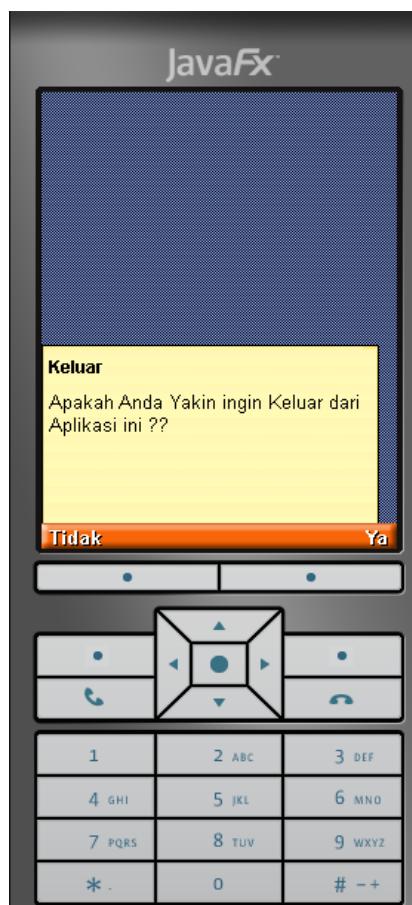 JavaFx
Keluar
Apakah Anda Yakin ingin Keluar dari
Aplikasi ini ??
Tidak Ya
1 2 ABC 3 DEF
4 GHI 5 JKL 6 MNO
7 PQRS 8 TUV 9 WXYZ
* . 0 # - +